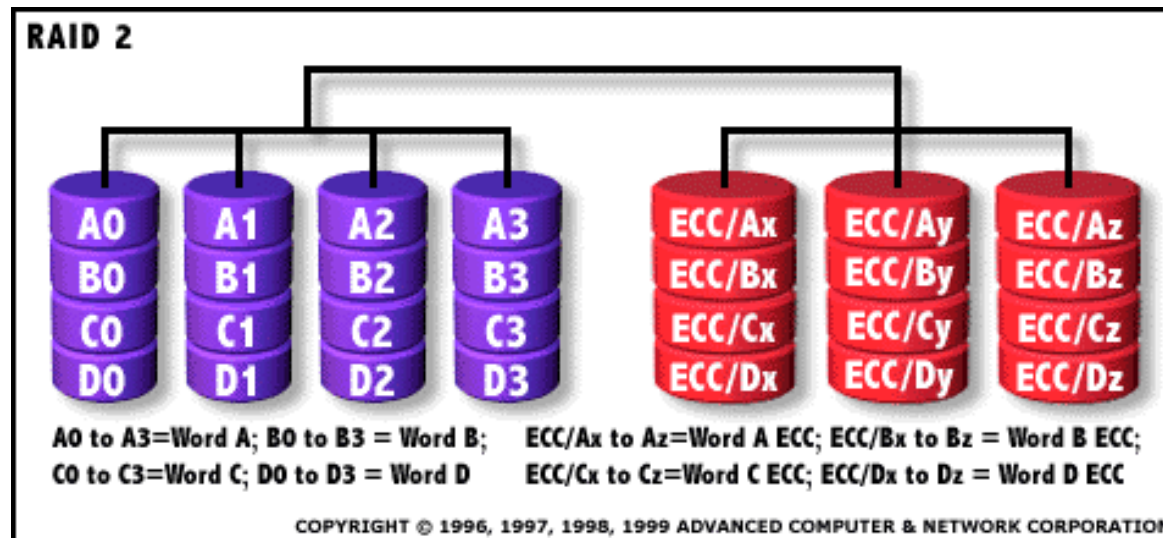 RAID 2
A0 A1 A2 A3 ECC/Ax ECC/Ay ECC/Az
B0 B1 B2 B3 ECC/Bx ECC/By ECC/Bz
C0 C1 C2 C3 ECC/Cx ECC/Cy ECC/Cz
D0 D1 D2 D3 ECC/Dx ECC/Dy ECC/Dz
A0 to A3=Word A; B0 to B3 = Word B; ECC/Ax to Az=Word A ECC; ECC/Bx to Bz = Word B ECC;
C0 to C3=Word C; D0 to D3 = Word D ECC/Cx to Cz=Word C ECC; ECC/Dx to Dz = Word D ECC
COPYRIGHT © 1996, 1997, 1998, 1999 ADVANCED COMPUTER & NETWORK CORPORATION